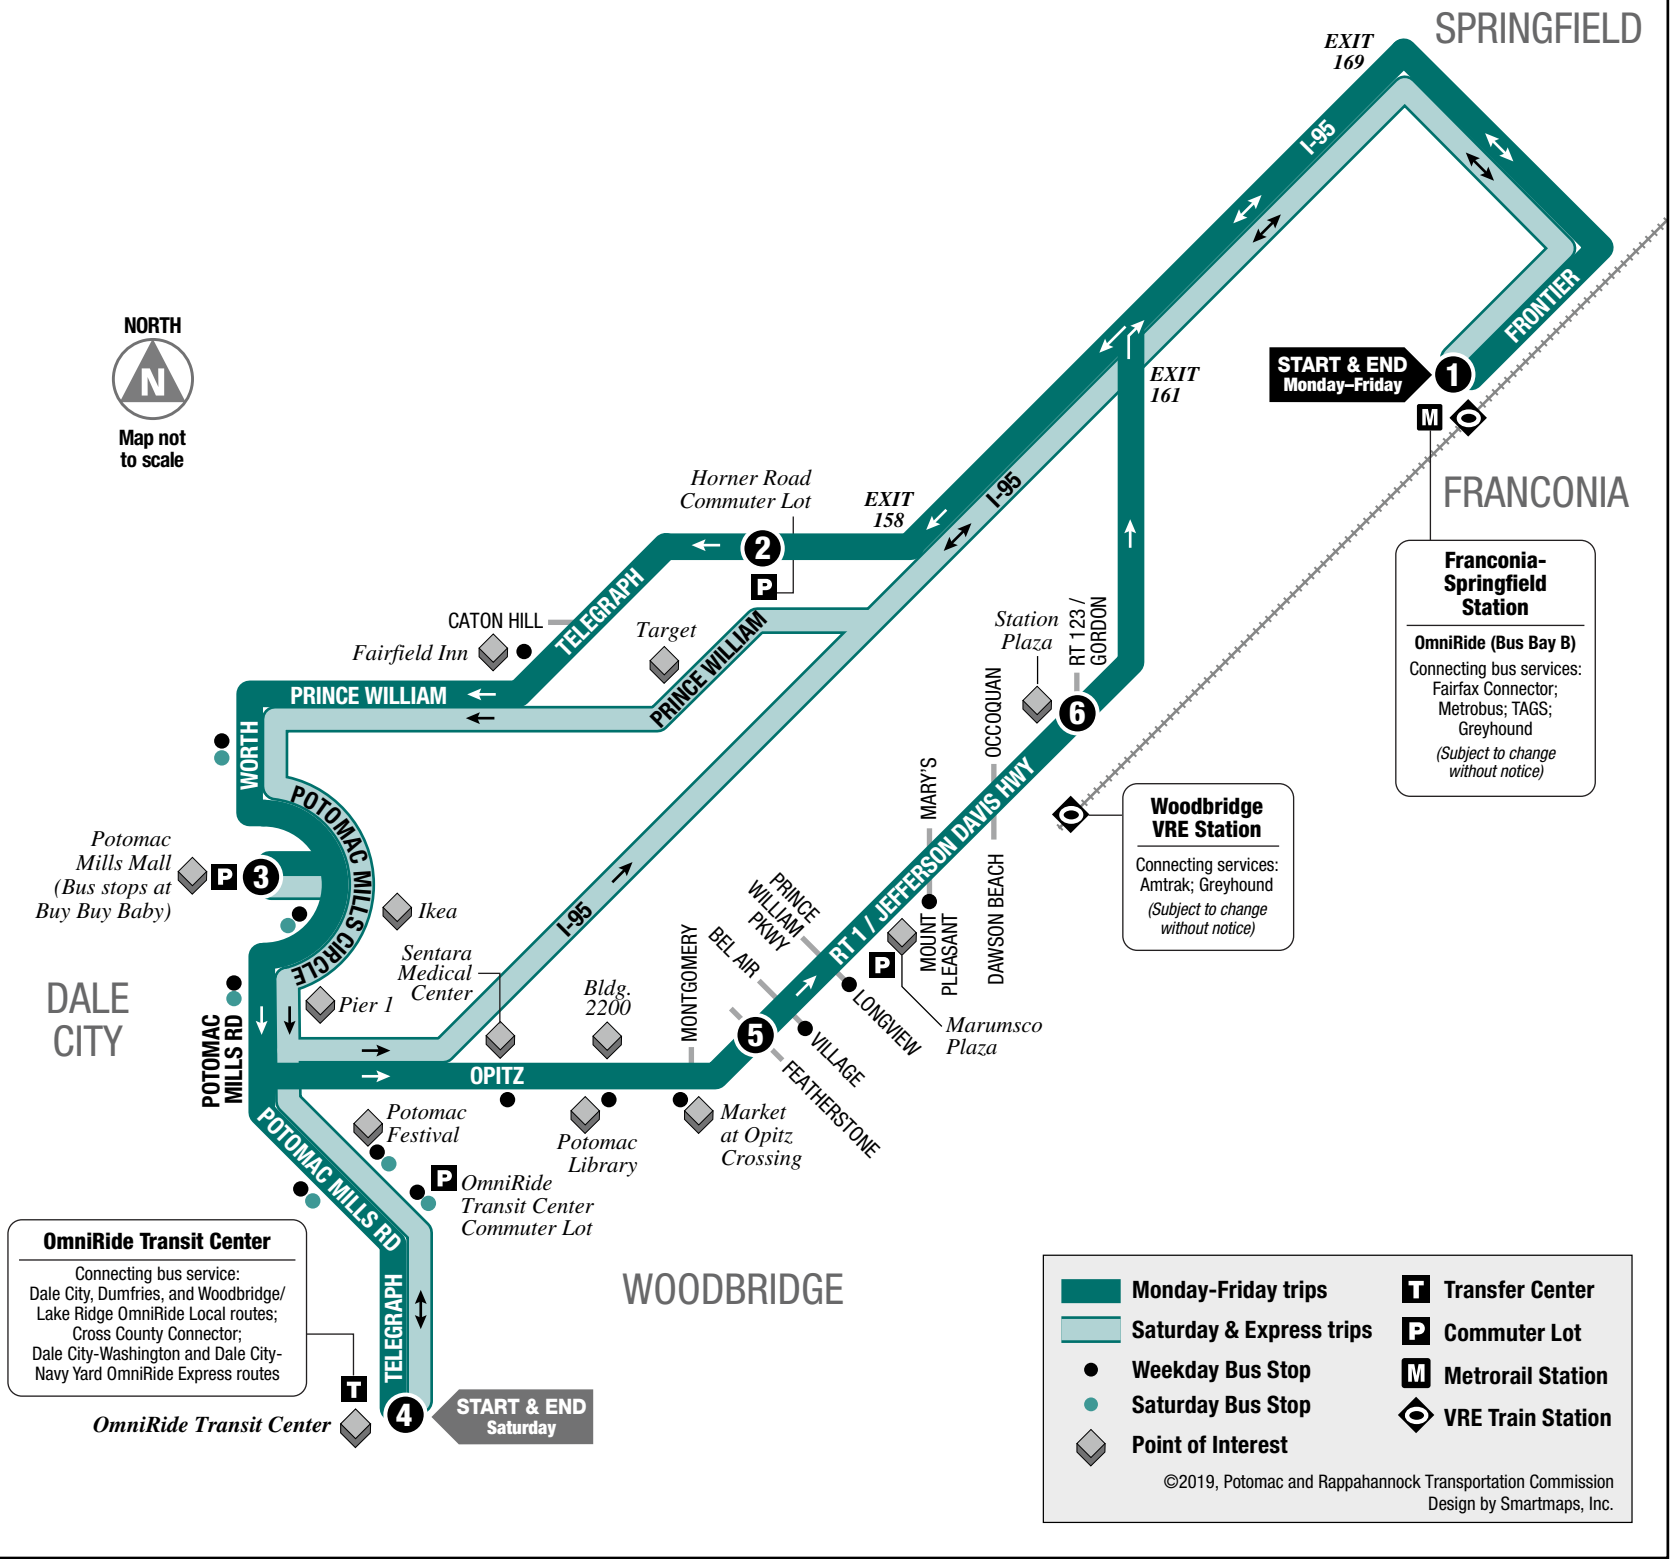 SPRINGFIELD
EXIT
169
I-95
FRONTIER
NORTH
N
Map not
to scale
START & END
Monday–Friday
1
M
EXIT
161
FRANCONIA
Horner Road
Commuter Lot
EXIT
158
I-95
2
P
Franconia-
Springfield
Station
OmniRide (Bus Bay B)
Connecting bus services:
Fairfax Connector;
Metrobus; TAGS;
Greyhound
(Subject to change
without notice)
CATON HILL
TELEGRAPH
Fairfield Inn
Target
PRINCE WILLIAM
PRINCE WILLIAM
Station
Plaza
RT 123 /
GORDON
6
OCCOQUAN
WORTH
POTOMAC MILLS CIRCLE
MARY'S
RT 1 / JEFFERSON DAVIS HWY
Woodbridge
VRE Station
Connecting services:
Amtrak; Greyhound
(Subject to change
without notice)
Potomac
Mills Mall
(Bus stops at
Buy Buy Baby)
P
3
Ikea
I-95
PRINCE
WILLIAM
PKWY
BEL AIR
MONTGOMERY
MOUNT
PLEASANT
DAWSON BEACH
P
Sentara
Medical
Center
Bldg.
2200
DALE
CITY
Pier 1
POTOMAC
MILLS RD
LONGVIEW
Marumsco
Plaza
5
VILLAGE
FEATHERSTONE
OPITZ
POTOMAC MILLS RD
Potomac
Festival
Potomac
Library
Market
at Opitz
Crossing
P
OmniRide
Transit Center
Commuter Lot
OmniRide Transit Center
Connecting bus service:
Dale City, Dumfries, and Woodbridge/
Lake Ridge OmniRide Local routes;
Cross County Connector;
Dale City-Washington and Dale City-
Navy Yard OmniRide Express routes
TELEGRAPH
WOODBRIDGE
T
OmniRide Transit Center
4
START & END
Saturday
Monday-Friday trips
Saturday & Express trips
Weekday Bus Stop
Saturday Bus Stop
Point of Interest
T Transfer Center
P Commuter Lot
M Metrorail Station
VRE Train Station
©2019, Potomac and Rappahannock Transportation Commission
Design by Smartmaps, Inc.